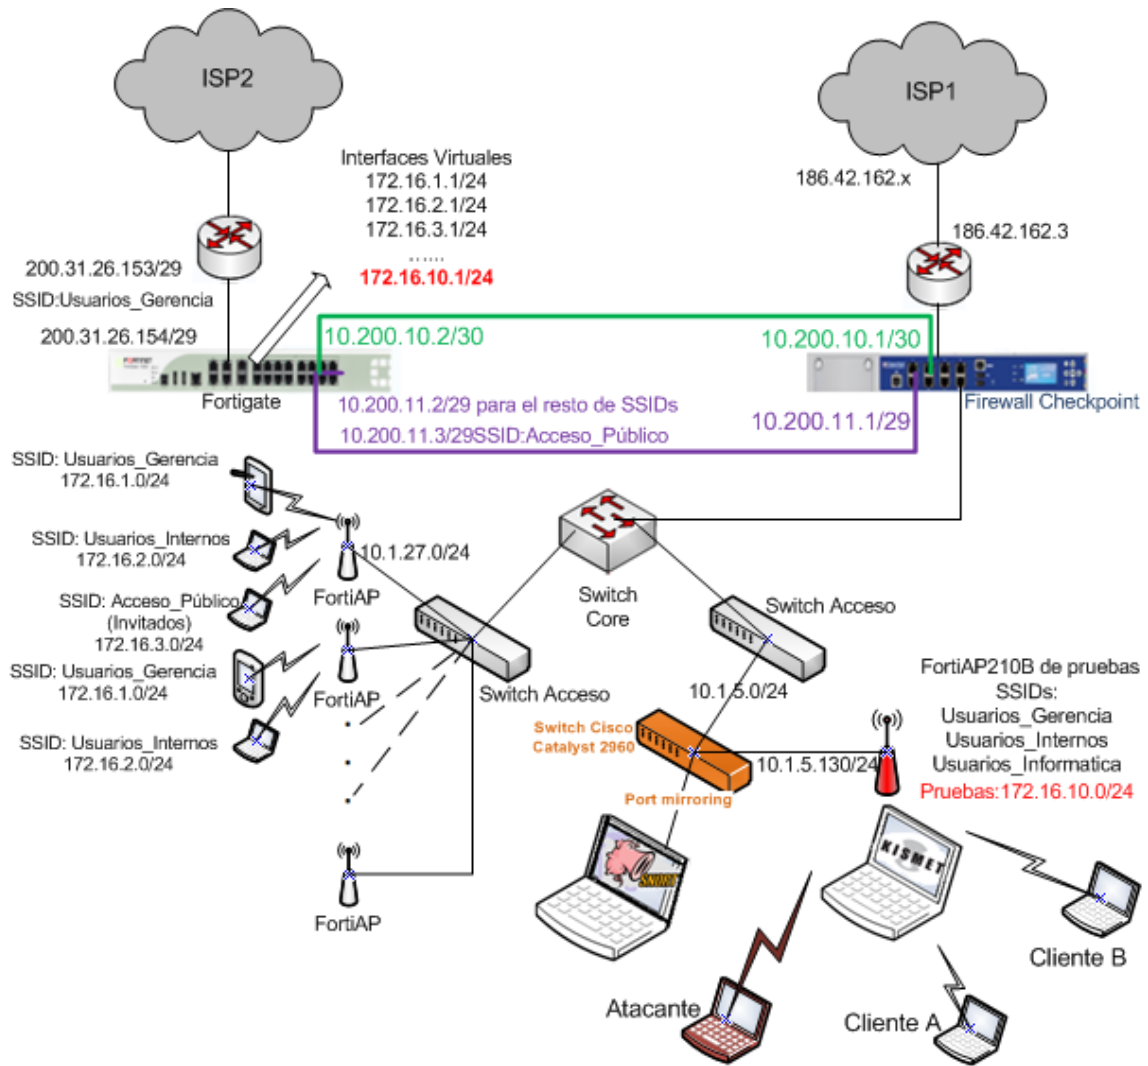 ISP2
ISP1
Interfaces Virtuales
172.16.1.1/24
172.16.2.1/24
172.16.3.1/24
......
172.16.10.1/24
186.42.162.x
186.42.162.3
200.31.26.153/29
SSID:Usuarios_Gerencia
200.31.26.154/29
10.200.10.2/30
10.200.10.1/30
Fortigate
Firewall Checkpoint
10.200.11.2/29 para el resto de SSIDs
10.200.11.3/29SSID:Acceso_Público
10.200.11.1/29
SSID: Usuarios_Gerencia
172.16.1.0/24
SSID: Usuarios_Internos
172.16.2.0/24
10.1.27.0/24
FortiAP
SSID: Acceso_Público
(Invitados)
172.16.3.0/24
SSID: Usuarios_Gerencia
172.16.1.0/24
FortiAP
SSID: Usuarios_Internos
172.16.2.0/24
FortiAP
Switch Acceso
Switch
Core
Switch Acceso
10.1.5.0/24
Switch Cisco
Catalyst 2960
10.1.5.130/24
Port mirroring
FortiAP210B de pruebas
SSIDs:
Usuarios_Gerencia
Usuarios_Internos
Usuarios_Informatica
Pruebas:172.16.10.0/24
SNORT
KISMET
Atacante
Cliente A
Cliente B